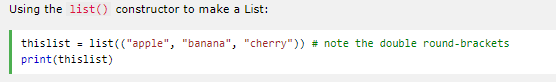 Using the list() constructor to make a List:
thislist = list(("apple", "banana", "cherry")) # note the double round-brackets
print(thislist)